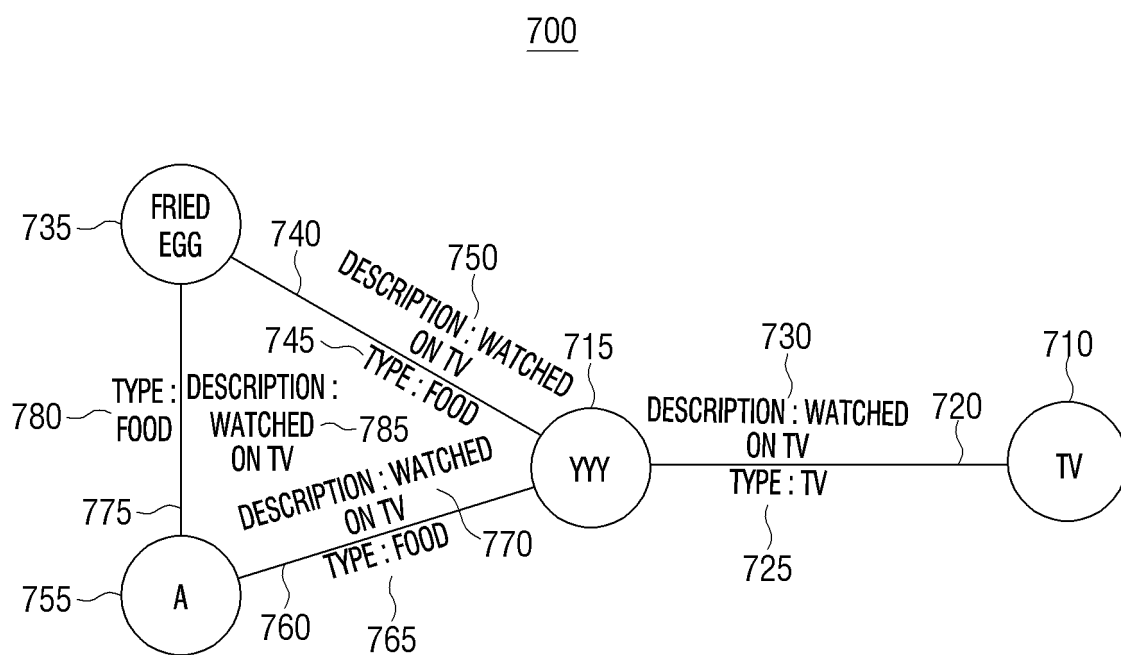 700
FRIED
EGG
735
740
750
DESCRIPTION : WATCHED
ON TV
745
TYPE : FOOD
715
730
710
DESCRIPTION : WATCHED
ON TV
720
TYPE : TV
725
YYY
TV
TYPE :
FOOD
780
DESCRIPTION :
WATCHED
ON TV
785
775
DESCRIPTION : WATCHED
ON TV
770
TYPE : FOOD
755
A
760
765